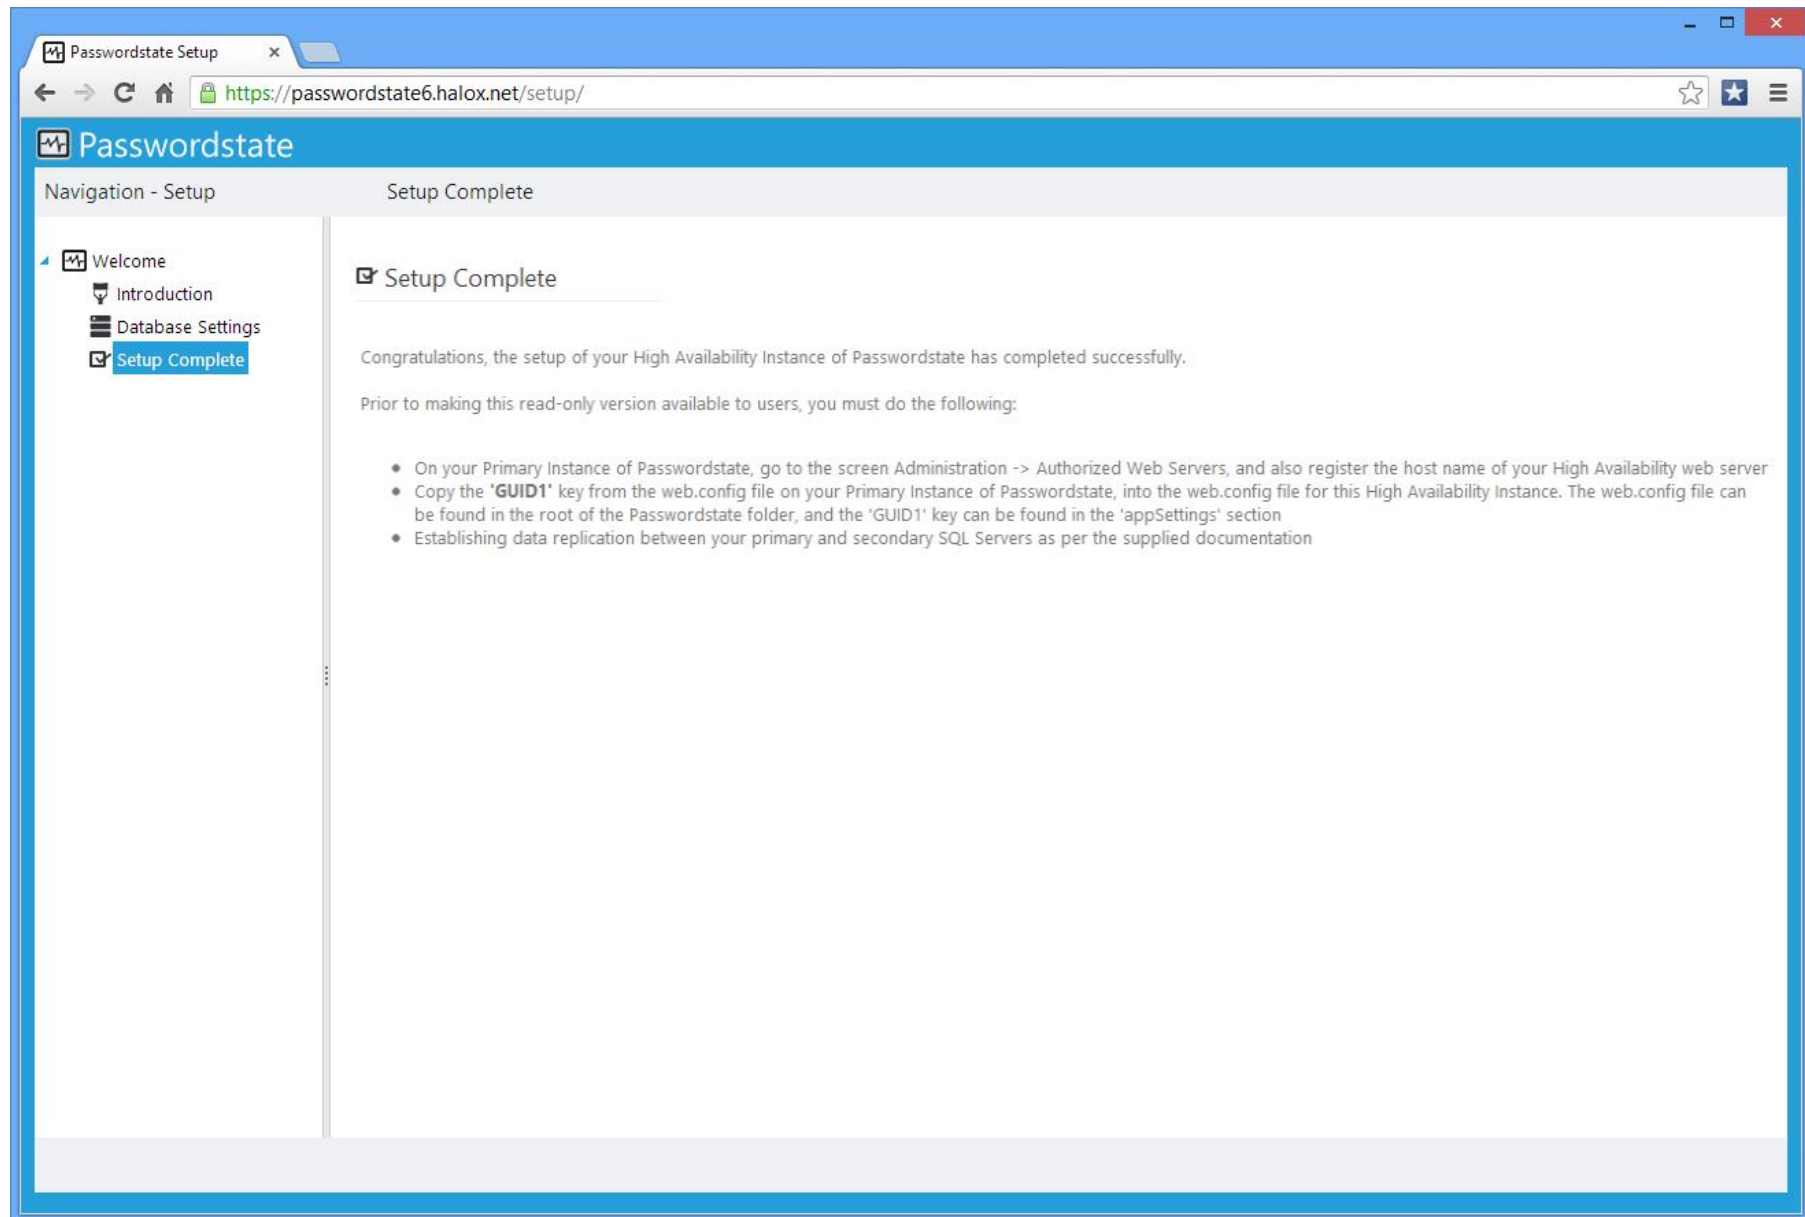 Passwordstate Setup
https://passwordstate6.halox.net/setup/
Passwordstate
Navigation - Setup
Setup Complete
Welcome
Introduction
Database Settings
Setup Complete
Setup Complete
Congratulations, the setup of your High Availability Instance of Passwordstate has completed successfully.
Prior to making this read-only version available to users, you must do the following:
On your Primary Instance of Passwordstate, go to the screen Administration -> Authorized Web Servers, and also register the host name of your High Availability web server
Copy the 'GUID1' key from the web.config file on your Primary Instance of Passwordstate, into the web.config file for this High Availability Instance. The web.config file can
be found in the root of the Passwordstate folder, and the 'GUID1' key can be found in the 'appSettings' section
Establishing data replication between your primary and secondary SQL Servers as per the supplied documentation